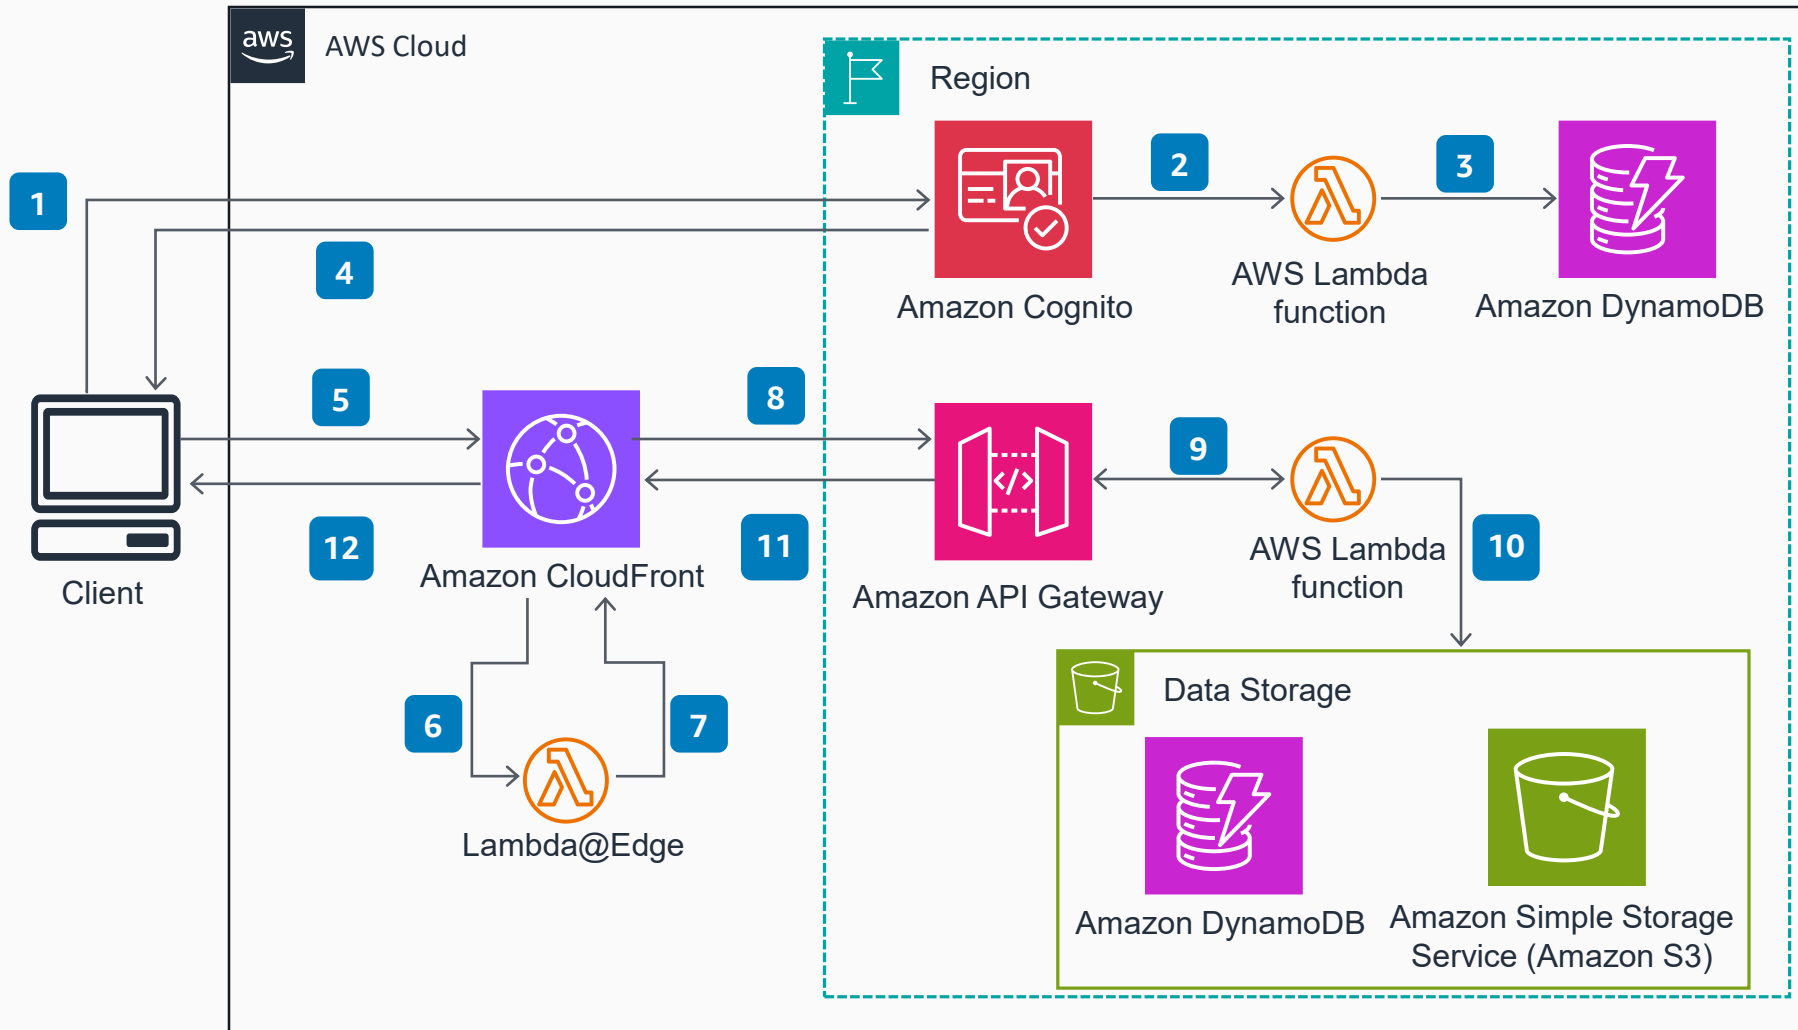 aws
AWS Cloud
Region
1
2
3
4
Amazon Cognito
AWS Lambda
function
Amazon DynamoDB
5
8
9
12
11
10
Client
Amazon CloudFront
Amazon API Gateway
</>
AWS Lambda
function
6
7
Lambda@Edge
Data Storage
Amazon DynamoDB
Amazon Simple Storage
Service (Amazon S3)